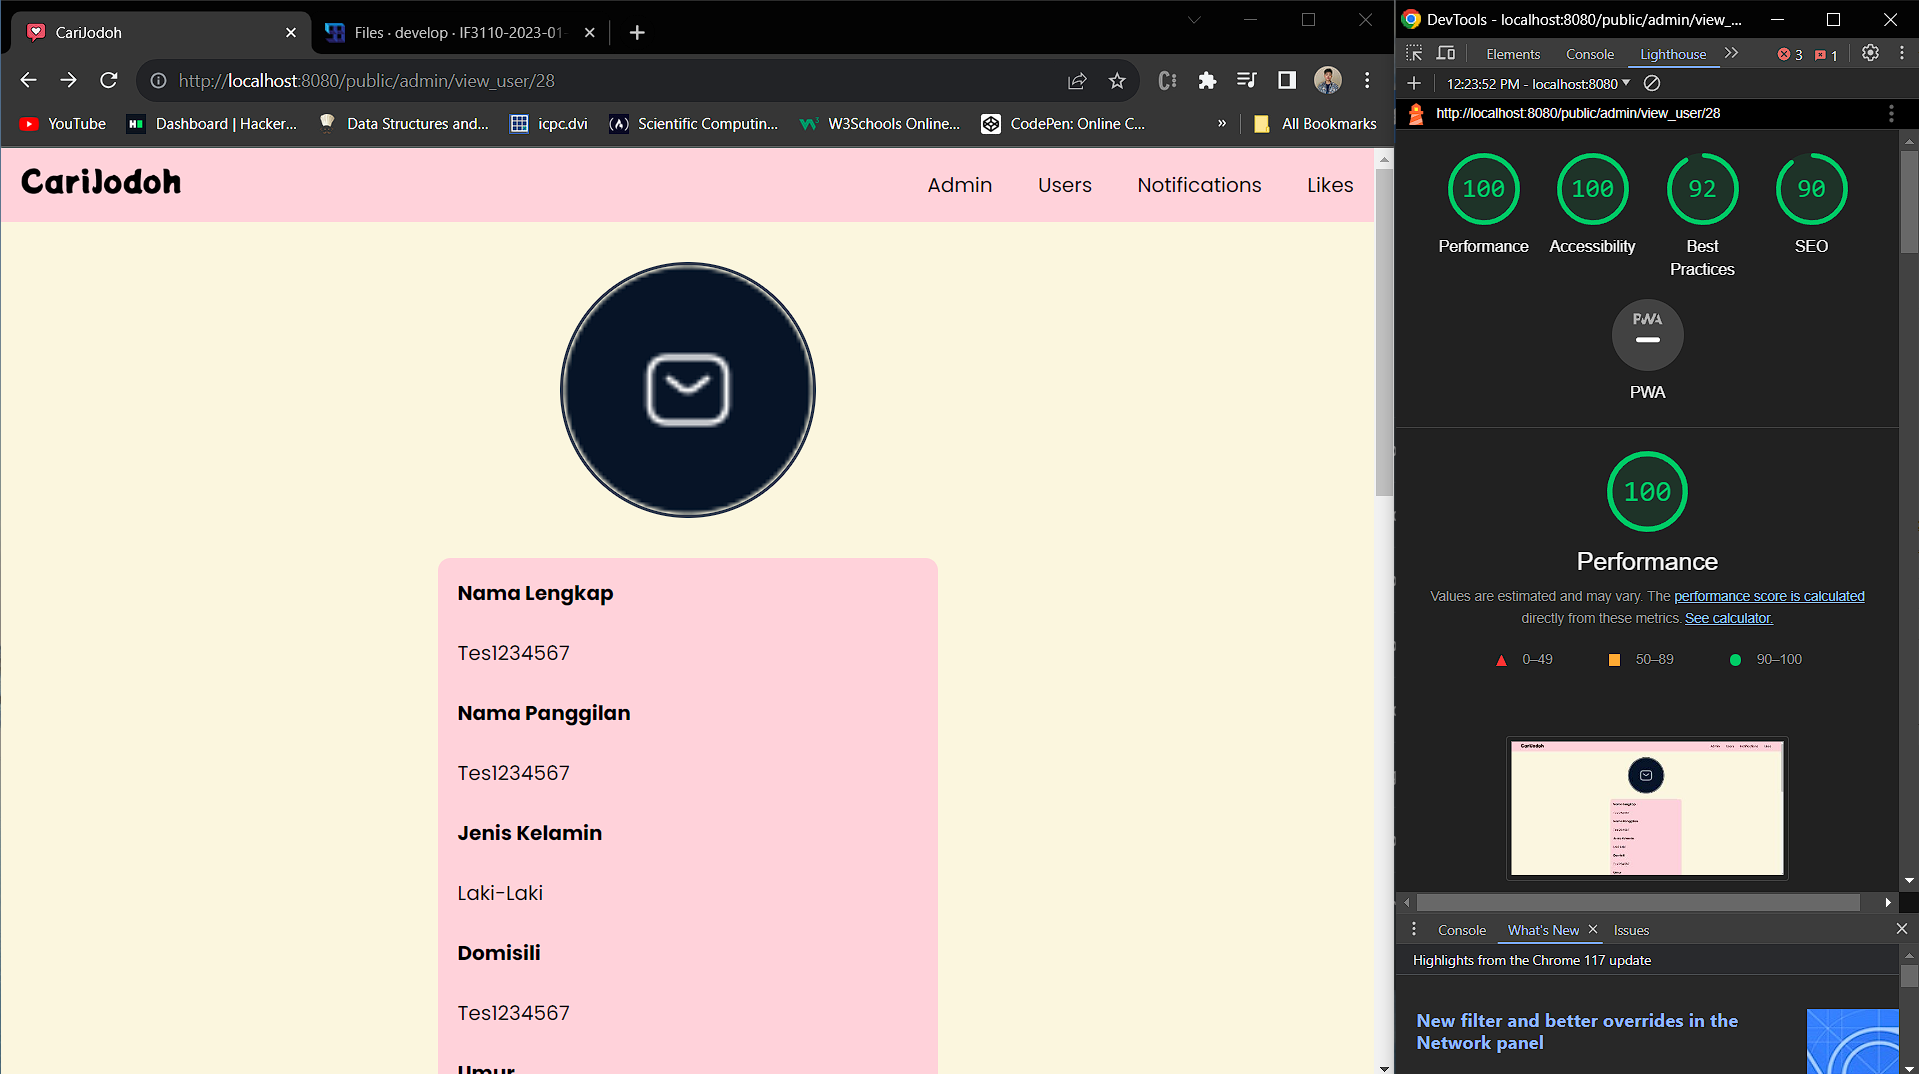 CariJodoh
Files · develop · IF3110-2023-01-
http://localhost:8080/public/admin/view_user/28
YouTube
Dashboard | Hacker...
Data Structures and...
icpc.dvi
Scientific Computin...
W3Schools Online...
CodePen: Online C...
»
All Bookmarks
CariJodoh
Admin
Users
Notifications
Likes
Nama Lengkap
Tes1234567
Nama Panggilan
Tes1234567
Jenis Kelamin
Laki-Laki
Domisili
Tes1234567
Umur
DevTools - localhost:8080/public/admin/view_...
Elements
Console
Lighthouse
3
1
12:23:52 PM - localhost:8080
http://localhost:8080/public/admin/view_user/28
100
Performance
100
Accessibility
92
Best
Practices
90
SEO
PWA
PWA
100
Performance
Values are estimated and may vary. The performance score is calculated
directly from these metrics. See calculator.
0–49
50–89
90–100
CariJodoh
Console
What's New
Issues
Highlights from the Chrome 117 update
New filter and better overrides in the
Network panel